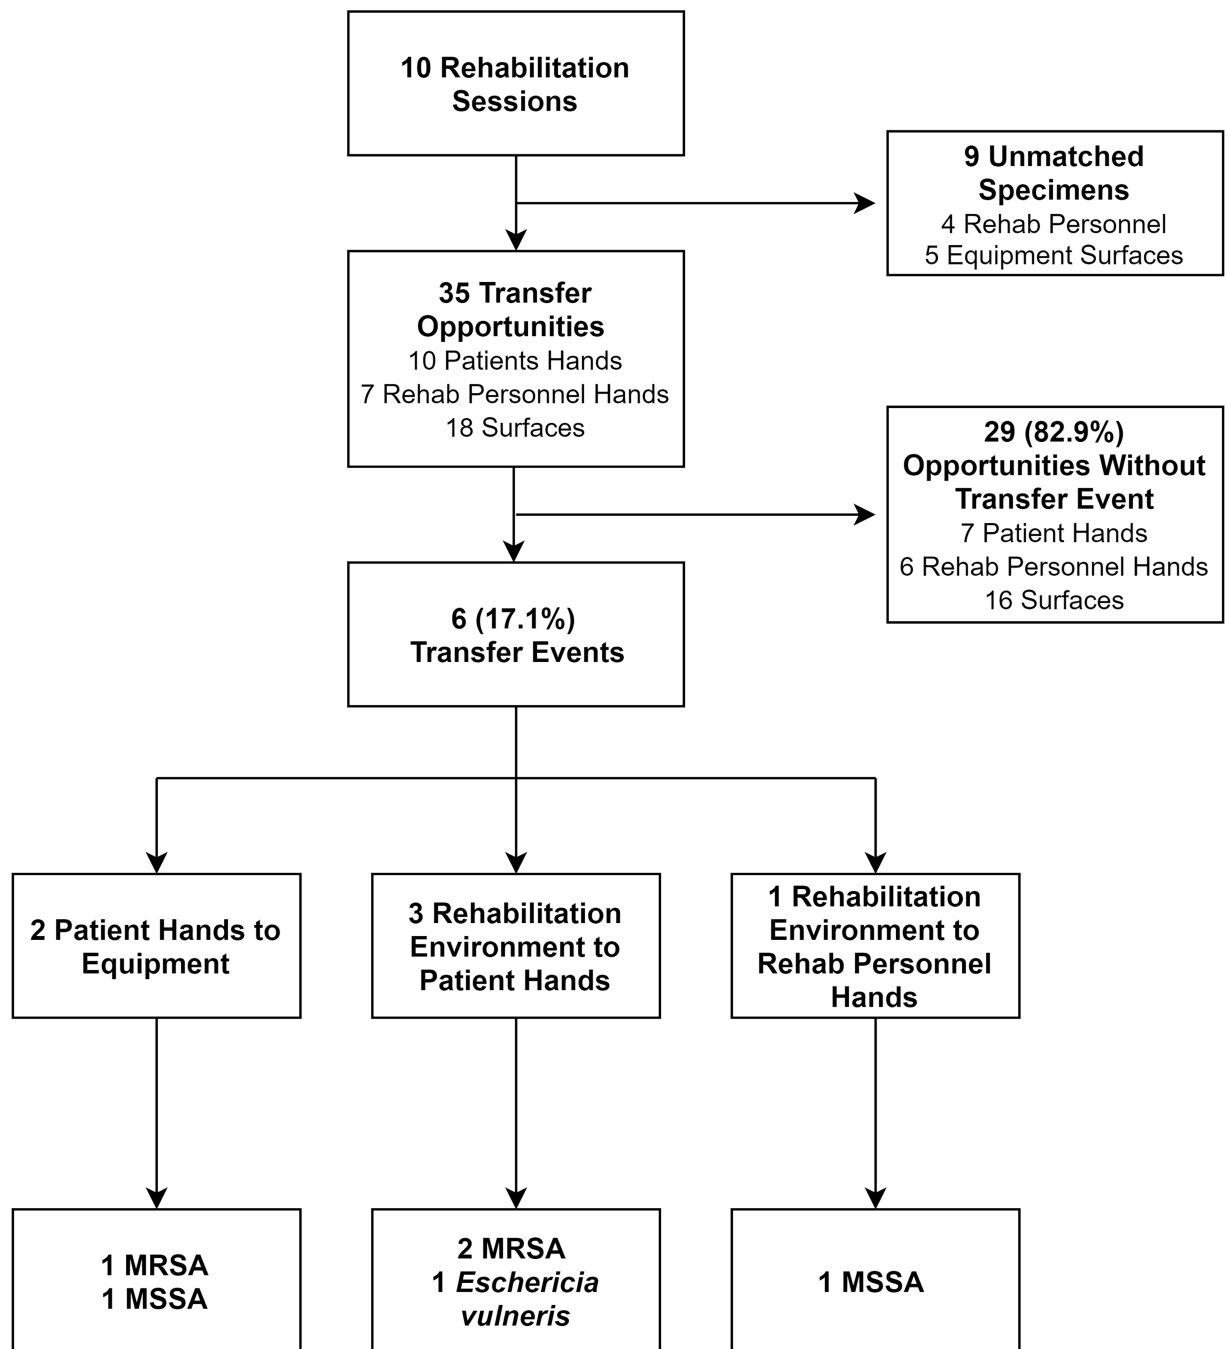 10 Rehabilitation
Sessions
9 Unmatched
Specimens
4 Rehab Personnel
5 Equipment Surfaces
35 Transfer
Opportunities
10 Patients Hands
7 Rehab Personnel Hands
18 Surfaces
29 (82.9%)
Opportunities Without
Transfer Event
7 Patient Hands
6 Rehab Personnel Hands
16 Surfaces
6 (17.1%)
Transfer Events
2 Patient Hands to
Equipment
3 Rehabilitation
Environment to
Patient Hands
1 Rehabilitation
Environment to
Rehab Personnel
Hands
1 MRSA
1 MSSA
2 MRSA
1 Eschericia
vulneris
1 MSSA